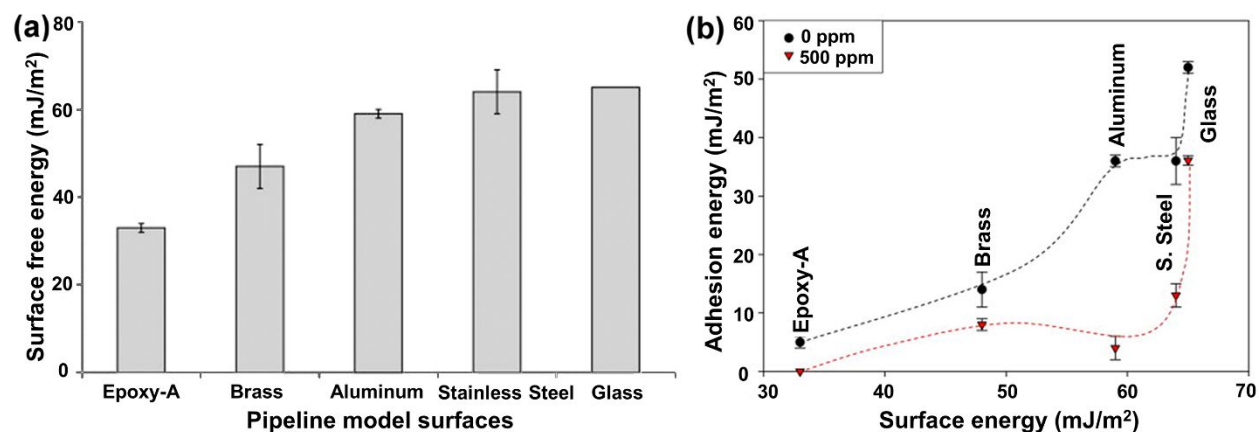 (a)
Surface free energy (mJ/m²)
80
60
40
20
0
Epoxy-A
Brass
Aluminum
Stainless Steel
Glass
Pipeline model surfaces
(b)
0 ppm
500 ppm
Adhesion energy (mJ/m²)
60
50
40
30
20
10
0
Epoxy-A
Brass
Aluminum
S. Steel
Glass
30
40
50
60
70
Surface energy (mJ/m²)